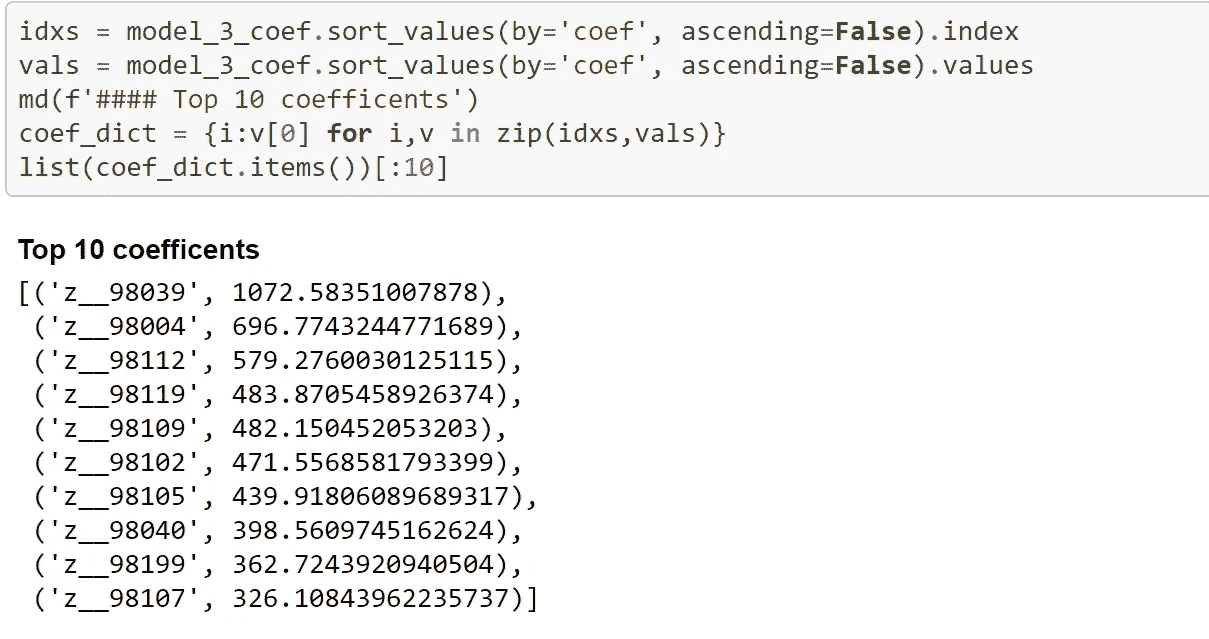 idxs = model_3_coef.sort_values(by='coef', ascending=False).index
vals = model_3_coef.sort_values(by='coef', ascending=False).values
md(f'#### Top 10 coefficents')
coef_dict = {i:v[0] for i,v in zip(idxs,vals)}
list(coef_dict.items())[:10]
Top 10 coefficents
[('z__98039', 1072.58351007878),
('z__98004', 696.7743244771689),
('z__98112', 579.2760030125115),
('z__98119', 483.8705458926374),
('z__98109', 482.150452053203),
('z__98102', 471.5568581793399),
('z__98105', 439.91806089689317),
('z__98040', 398.5609745162624),
('z__98199', 362.7243920940504),
('z__98107', 326.10843962235737)]